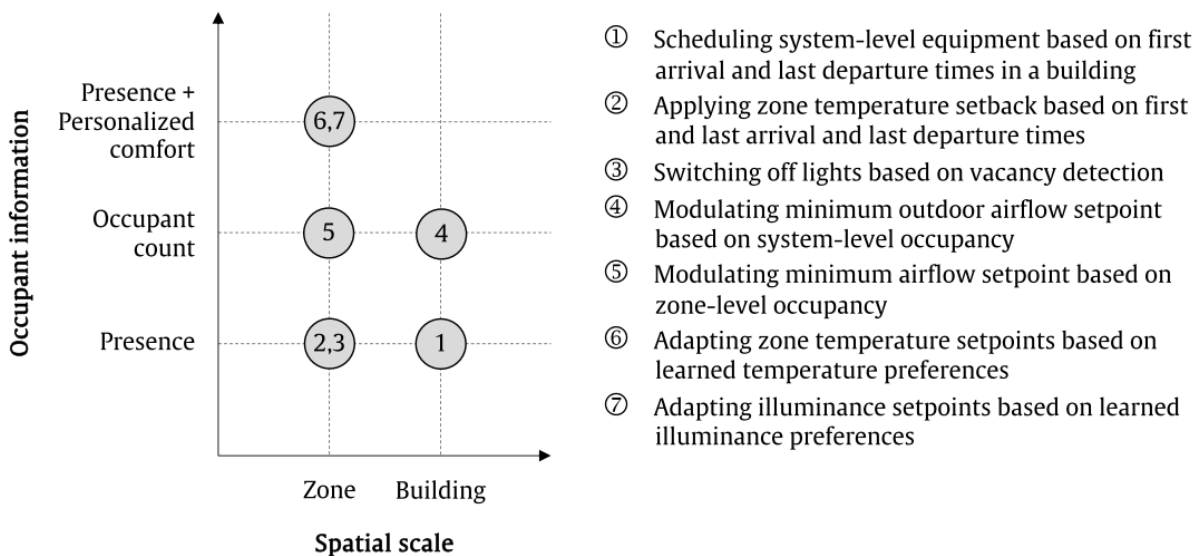 Occupant information
Presence +
Personalized
comfort
Occupant
count
Presence
6,7
5
4
2,3
1
Zone
Building
Spatial scale
① Scheduling system-level equipment based on first
arrival and last departure times in a building
② Applying zone temperature setback based on first
and last arrival and last departure times
③ Switching off lights based on vacancy detection
④ Modulating minimum outdoor airflow setpoint
based on system-level occupancy
⑤ Modulating minimum airflow setpoint based on
zone-level occupancy
⑥ Adapting zone temperature setpoints based on
learned temperature preferences
⑦ Adapting illuminance setpoints based on learned
illuminance preferences